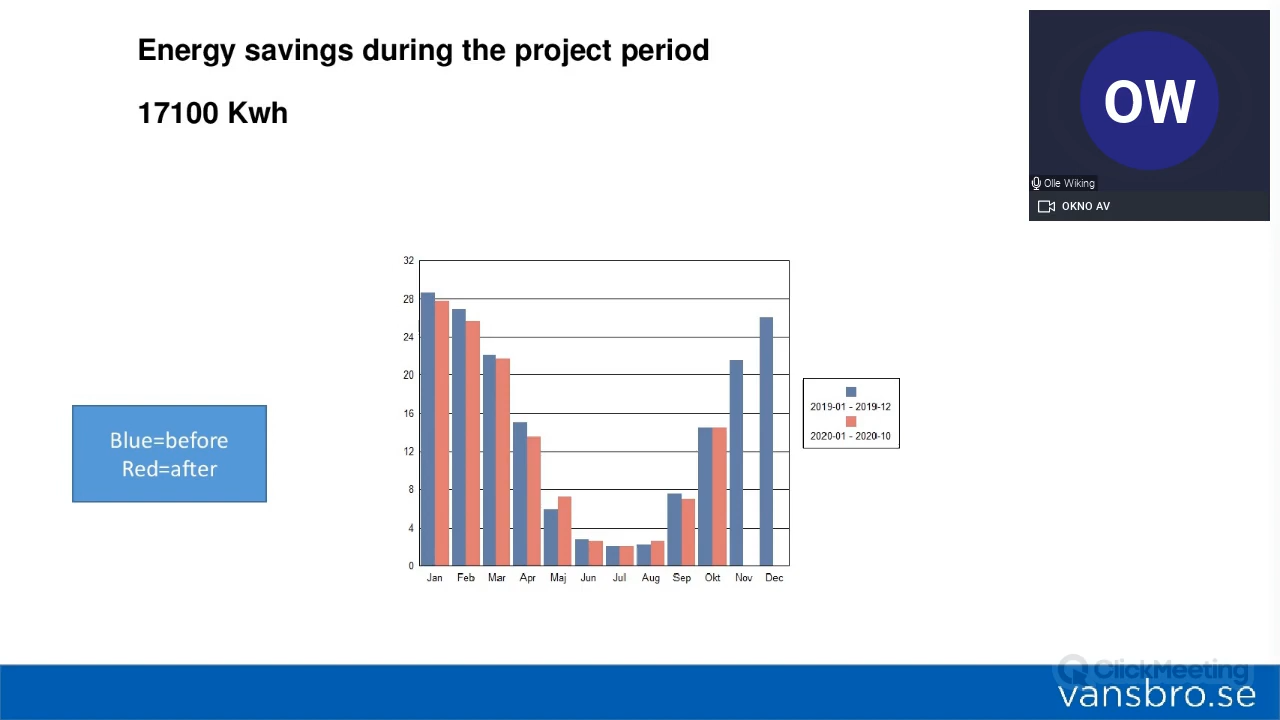 Energy savings during the project period
17100 Kwh
OW
Olle Wiking
OKNO AV
32
28
24
20
16
12
8
4
0
Jan Feb Mar Apr Maj Jun Jul Aug Sep Okt Nov Dec
2019-01 - 2019-12
2020-01 - 2020-10
Blue=before
Red=after
ClickMeeting
vansbro.se